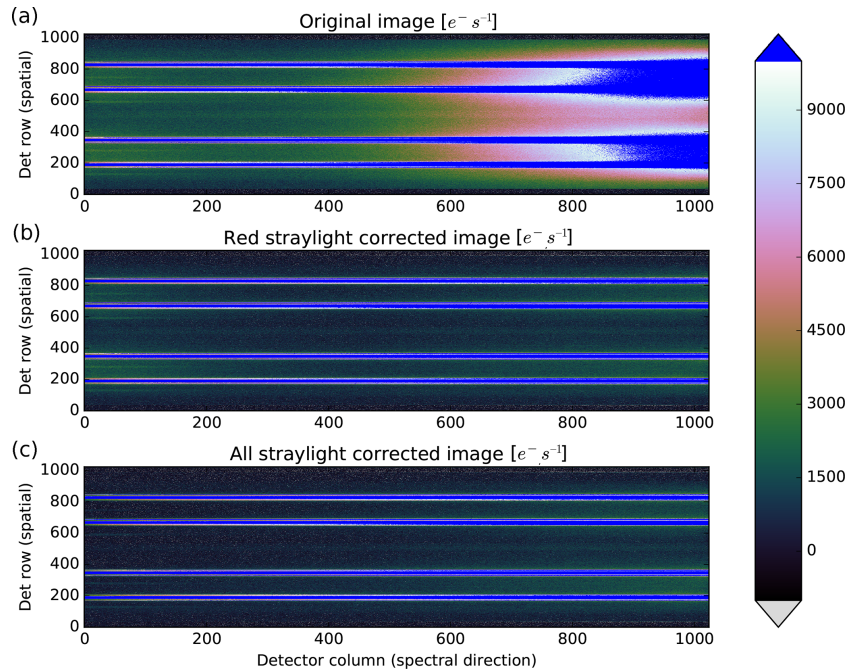 (a)
Original image [e⁻ s⁻¹]
Det row (spatial)
1000
800
600
400
200
0
0 200 400 600 800 1000
(b)
Red straylight corrected image [e⁻ s⁻¹]
Det row (spatial)
1000
800
600
400
200
0
0 200 400 600 800 1000
(c)
All straylight corrected image [e⁻ s⁻¹]
Det row (spatial)
1000
800
600
400
200
0
0 200 400 600 800 1000
Detector column (spectral direction)
9000
7500
6000
4500
3000
1500
0